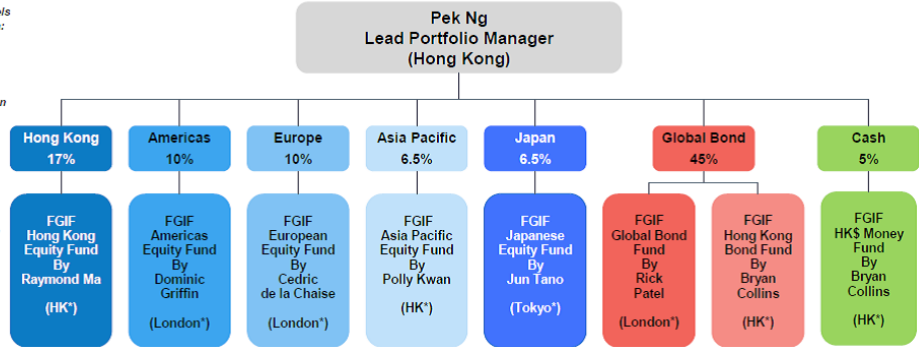 ols
Pek Ng
Lead Portfolio Manager
(Hong Kong)
Hong Kong
17%
Americas
10%
Europe
10%
Asia Pacific
6.5%
Japan
6.5%
Global Bond
45%
Cash
5%
FGIF
Hong Kong
Equity Fund
By
Raymond Ma
(HK*)
FGIF
Americas
Equity Fund
By
Dominic
Griffin
(London*)
FGIF
European
Equity Fund
By
Cedric
de la Chaise
(London*)
FGIF
Asia Pacific
Equity Fund
By
Polly Kwan
(HK*)
FGIF
Japanese
Equity Fund
By
Jun Tano
(Tokyo*)
FGIF
Global Bond
Fund
By
Rick
Patel
(London*)
FGIF
Hong Kong
Bond Fund
By
Bryan
Collins
(HK*)
FGIF
HK$ Money
Fund
By
Bryan
Collins
(HK*)